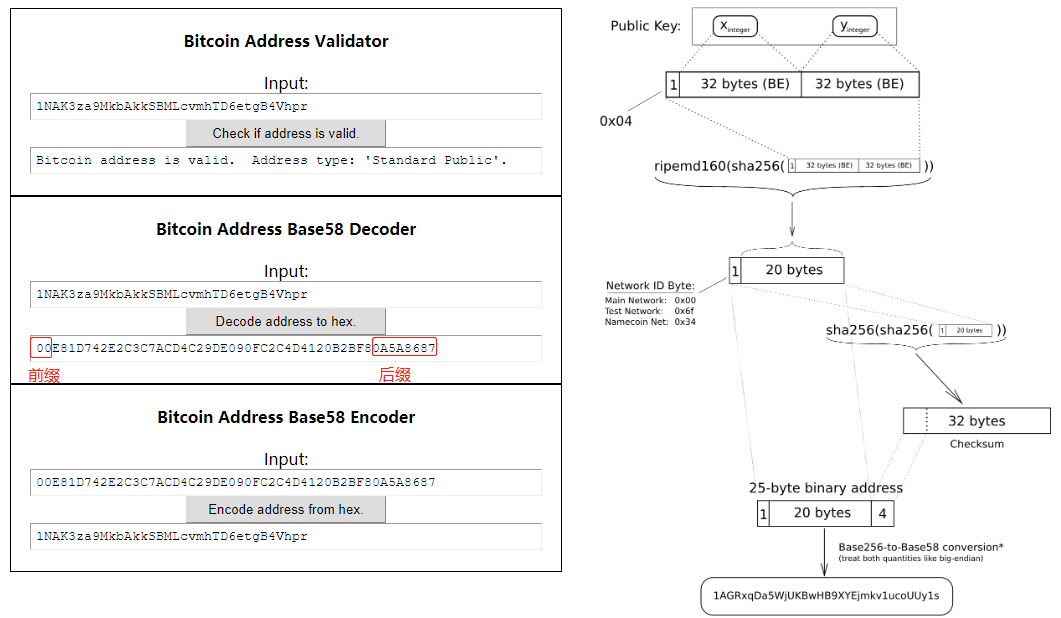 Bitcoin Address Validator
Input:
1NAK3za9MkbAkkSBMLcvmhTD6etgB4Vhpr
Check if address is valid.
Bitcoin address is valid.  Address type: 'Standard Public'.
Bitcoin Address Base58 Decoder
Input:
1NAK3za9MkbAkkSBMLcvmhTD6etgB4Vhpr
Decode address to hex.
00E81D742E2C3C7ACD4C29DE090FC2C4D4120B2BF80A5A8687
前缀
后缀
Bitcoin Address Base58 Encoder
Input:
00E81D742E2C3C7ACD4C29DE090FC2C4D4120B2BF80A5A8687
Encode address from hex.
1NAK3za9MkbAkkSBMLcvmhTD6etgB4Vhpr
Public Key:
xinteger
yinteger
1
32 bytes (BE)
32 bytes (BE)
0x04
ripemd160(sha256( 1 32 bytes (BE) 32 bytes (BE) ))
1
20 bytes
Network ID Byte:
Main Network: 0x00
Test Network: 0x6f
Namecoin Net: 0x34
sha256(sha256( 1 20 bytes ))
32 bytes
Checksum
25-byte binary address
1
20 bytes
4
Base256-to-Base58 conversion*
(treat both quantities like big-endian)
1AGRxqDa5WjUKBwHB9XYEjmkv1ucoUUy1s